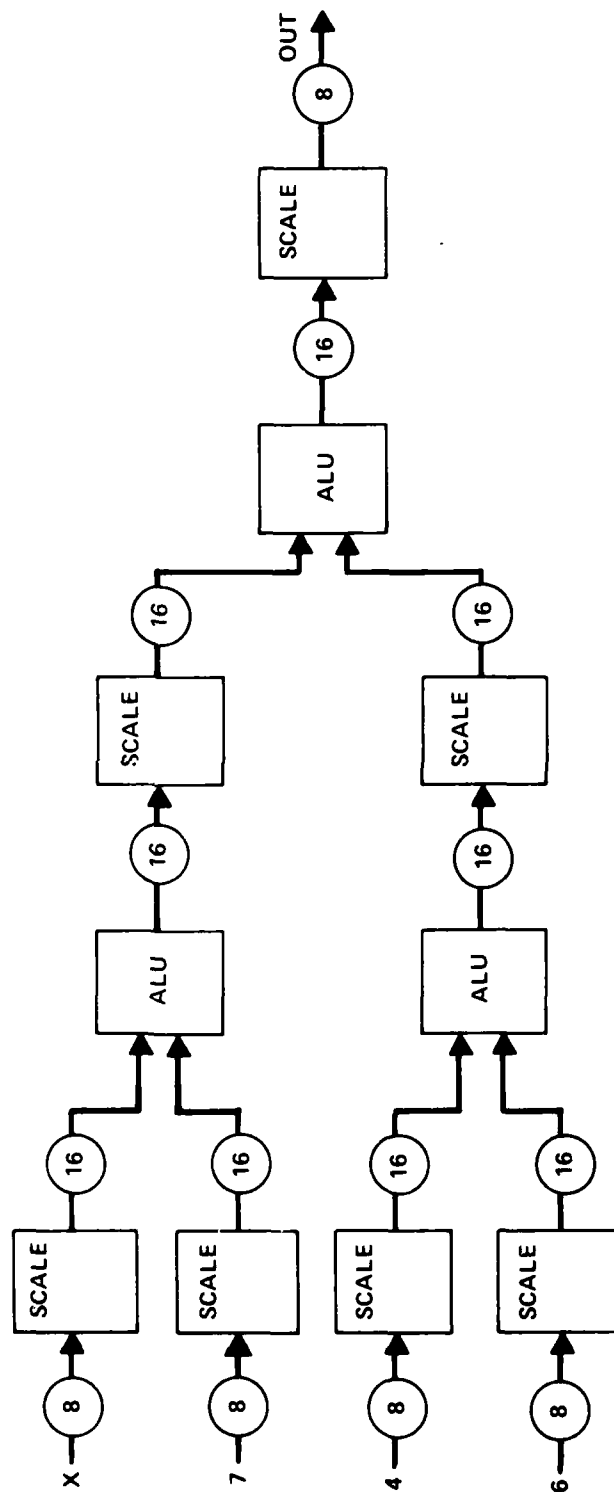 X 8 SCALE 16
ALU 16 SCALE 16
7 8 SCALE 16
ALU 16 SCALE 8 OUT
4 8 SCALE 16
ALU 16 SCALE 16
6 8 SCALE 16